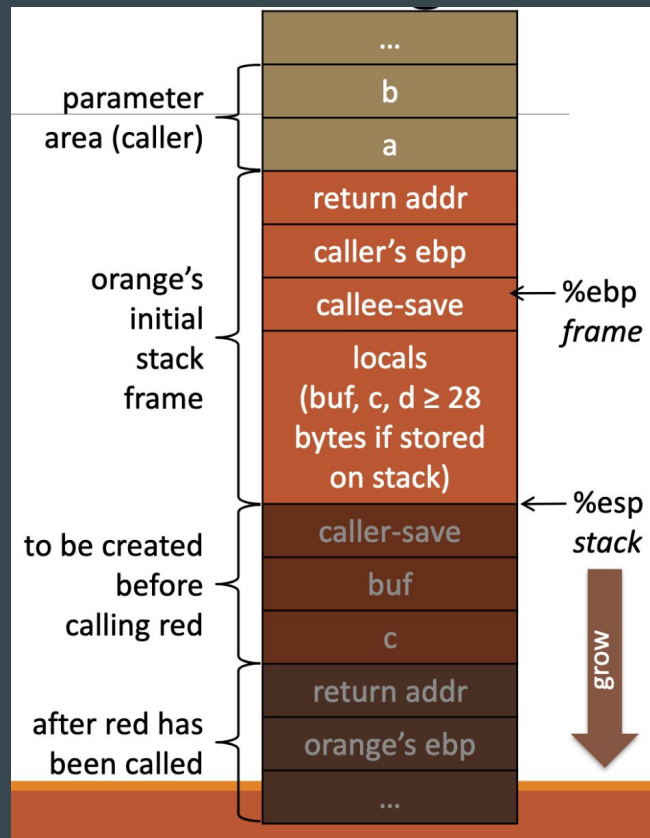 ...
parameter
area (caller)
b
a
orange's
initial
stack
frame
return addr
caller's ebp
callee-save
locals
(buf, c, d ≥ 28
bytes if stored
on stack)
%ebp
frame
%esp
stack
to be created
before
calling red
caller-save
buf
c
grow
after red has
been called
return addr
orange's ebp
...